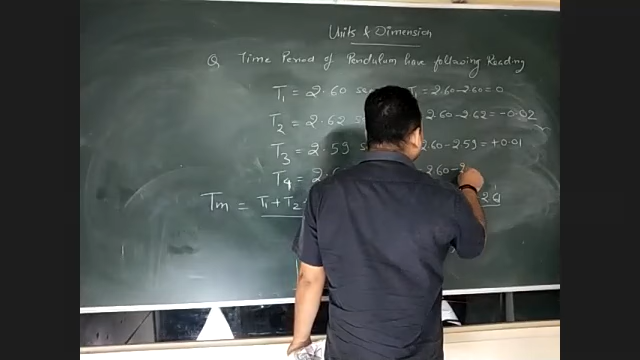 Units & Dimension
Q. Time Period of Pendulum have following Reading
T1 = 2.60 = 2.60-2.60=0
T2 = 2.62 2.60-2.62=-0.02
T3 = 2.59 2.60-2.59=+0.01
T4 = 2. 2.60-
Tm = T1+T2